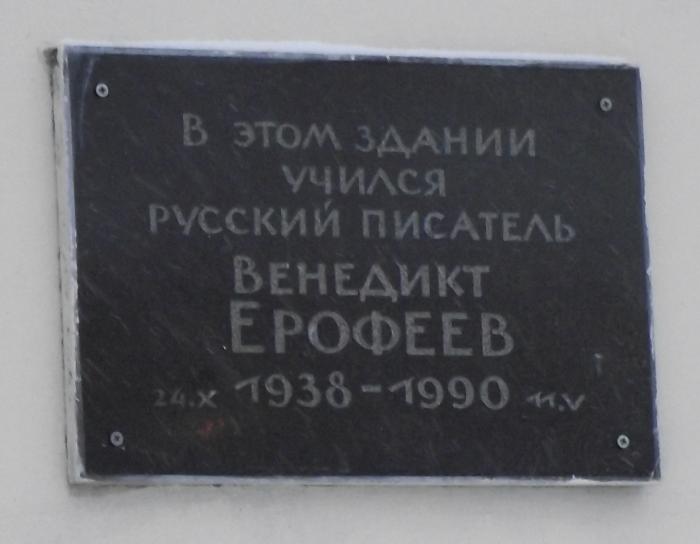 В ЭТОМ ЗДАНИИ
УЧИЛСЯ
РУССКИЙ ПИСАТЕЛЬ
ВЕНЕДИКТ
ЕРОФЕЕВ
24.X 1938-1990 11.V